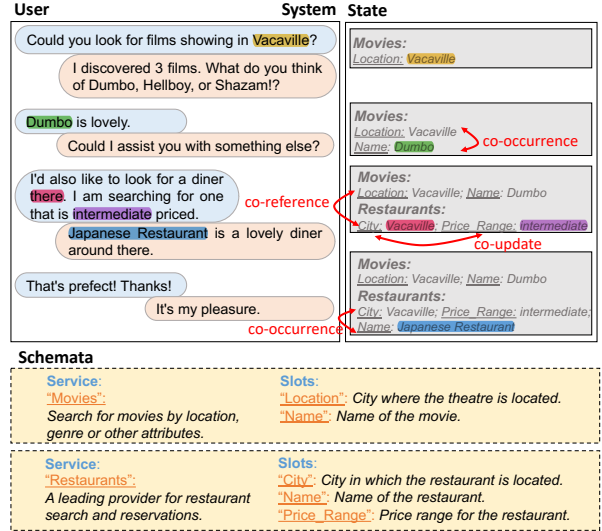 User System State
Could you look for films showing in Vacaville?
I discovered 3 films. What do you think
of Dumbo, Hellboy, or Shazam!?
Dumbo is lovely.
Could I assist you with something else?
I'd also like to look for a diner
there. I am searching for one
that is intermediate priced.
Japanese Restaurant is a lovely diner
around there.
That's prefect! Thanks!
It's my pleasure.
Movies:
Location: Vacaville
Movies:
Location: Vacaville
Name: Dumbo
co-occurrence
Movies:
Location: Vacaville; Name: Dumbo
Restaurants:
City: Vacaville; Price_Range: intermediate
co-reference
co-update
Movies:
Location: Vacaville; Name: Dumbo
Restaurants:
City: Vacaville; Price_Range: intermediate;
Name: Japanese Restaurant
co-occurrence
Schemata
Service:
"Movies":
Search for movies by location,
genre or other attributes.
Slots:
"Location": City where the theatre is located.
"Name": Name of the movie.
Service:
"Restaurants":
A leading provider for restaurant
search and reservations.
Slots:
"City": City in which the restaurant is located.
"Name": Name of the restaurant.
"Price_Range": Price range for the restaurant.